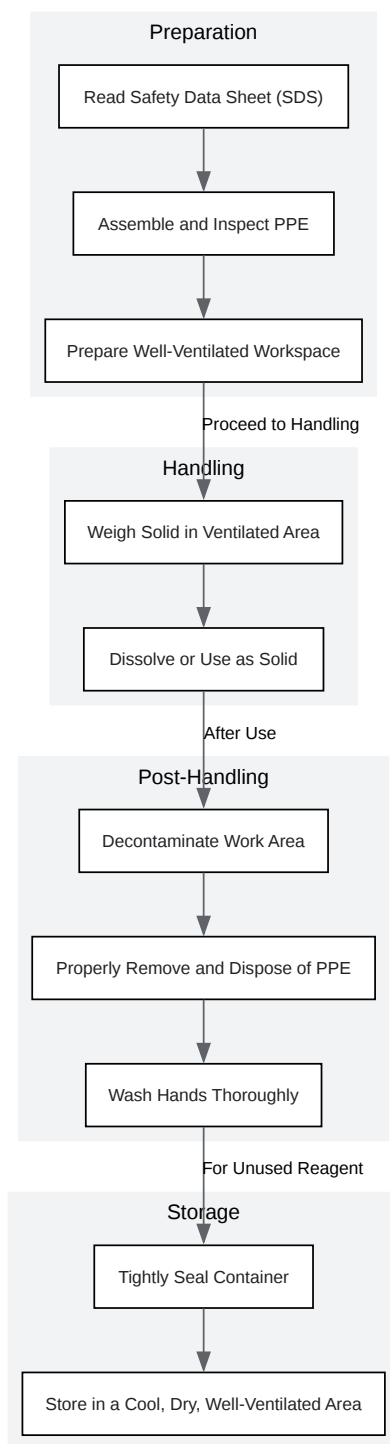 Preparation
Read Safety Data Sheet (SDS)
Assemble and Inspect PPE
Prepare Well-Ventilated Workspace
Proceed to Handling
Handling
Weigh Solid in Ventilated Area
Dissolve or Use as Solid
After Use
Post-Handling
Decontaminate Work Area
Properly Remove and Dispose of PPE
Wash Hands Thoroughly
For Unused Reagent
Storage
Tightly Seal Container
Store in a Cool, Dry, Well-Ventilated Area